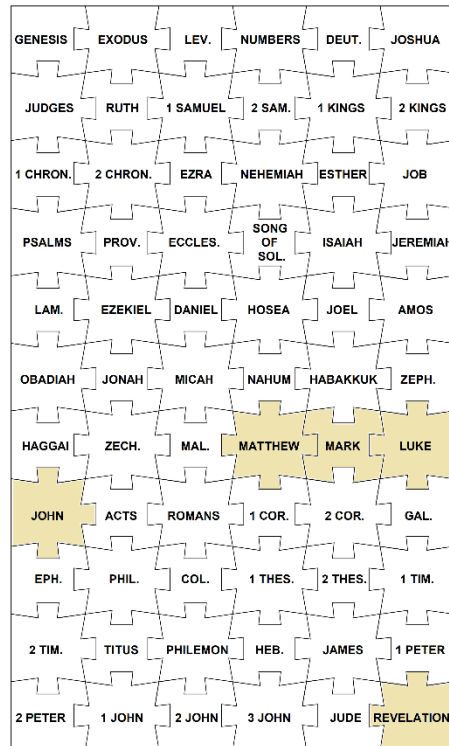 GENESIS EXODUS LEV. NUMBERS DEUT. JOSHUA
JUDGES RUTH 1 SAMUEL 2 SAM. 1 KINGS 2 KINGS
1 CHRON. 2 CHRON. EZRA NEHEMIAH ESTHER JOB
PSALMS PROV. ECCLES. SONG OF SOL. ISAIAH JEREMIAH
LAM. EZEKIEL DANIEL HOSEA JOEL AMOS
OBADIAH JONAH MICAH NAHUM HABAKKUK ZEPH.
HAGGAI ZECH. MAL. MATTHEW MARK LUKE
JOHN ACTS ROMANS 1 COR. 2 COR. GAL.
EPH. PHIL. COL. 1 THES. 2 THES. 1 TIM.
2 TIM. TITUS PHILEMON HEB. JAMES 1 PETER
2 PETER 1 JOHN 2 JOHN 3 JOHN JUDE REVELATION